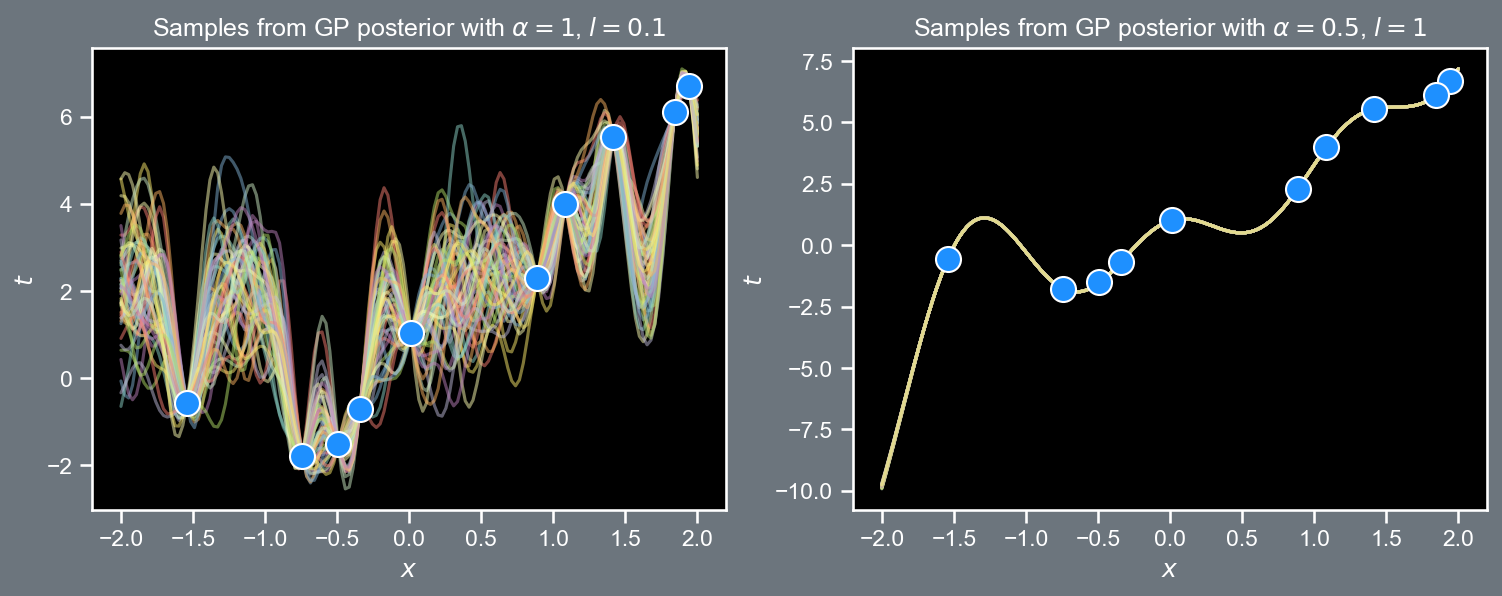 Samples from GP posterior with α = 1, l = 0.1
6
4
2
0
−2
t
−2.0 −1.5 −1.0 −0.5 0.0 0.5 1.0 1.5 2.0
x
Samples from GP posterior with α = 0.5, l = 1
7.5
5.0
2.5
0.0
−2.5
−5.0
−7.5
−10.0
t
−2.0 −1.5 −1.0 −0.5 0.0 0.5 1.0 1.5 2.0
x